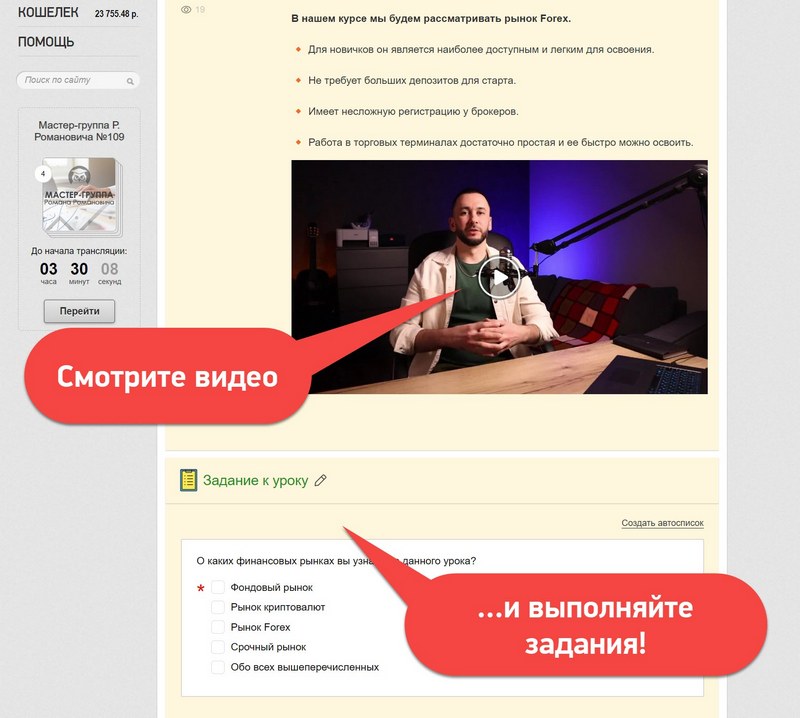 КОШЕЛЕК 23 755.48 р.
ПОМОЩЬ
Поиск по сайту
Мастер-группа Р.
Романовича №109
4
МАСТЕР-ГРУППА
Романа Романовича
До начала трансляции:
03 30 08
часа минут секунд
Перейти
19
В нашем курсе мы будем рассматривать рынок Forex.
Для новичков он является наиболее доступным и легким для освоения.
Не требует больших депозитов для старта.
Имеет несложную регистрацию у брокеров.
Работа в торговых терминалах достаточно простая и ее быстро можно освоить.
Смотрите видео
Задание к уроку
Создать автосписок
О каких финансовых рынках вы данного урока?
* Фондовый рынок
Рынок криптовалют
Рынок Forex
Срочный рынок
Обо всех вышеперечисленных
...и выполняйте
задания!